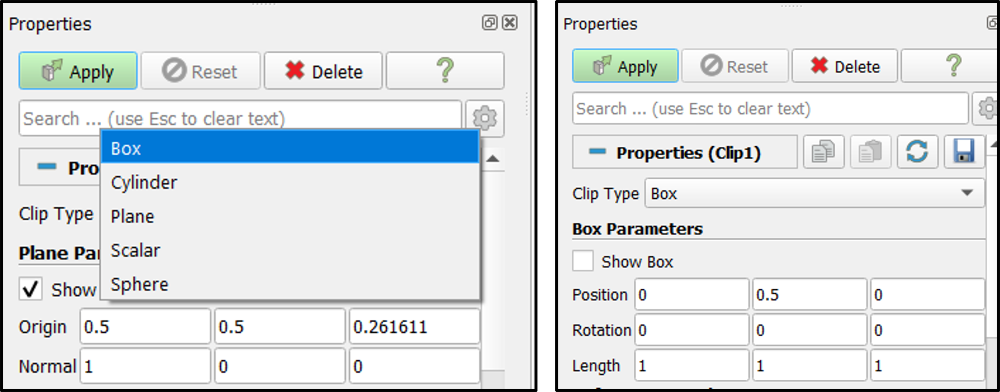 Properties
Apply Reset Delete ?
Search ... (use Esc to clear text)
Box
Pro
Cylinder
Clip Type
Plane
Plane Par
Scalar
Show
Sphere
Origin 0.5 0.5 0.261611
Normal 1 0 0
Properties
Apply Reset Delete ?
Search ... (use Esc to clear text)
Properties (Clip1)
Clip Type Box
Box Parameters
Show Box
Position 0 0.5 0
Rotation 0 0 0
Length 1 1 1